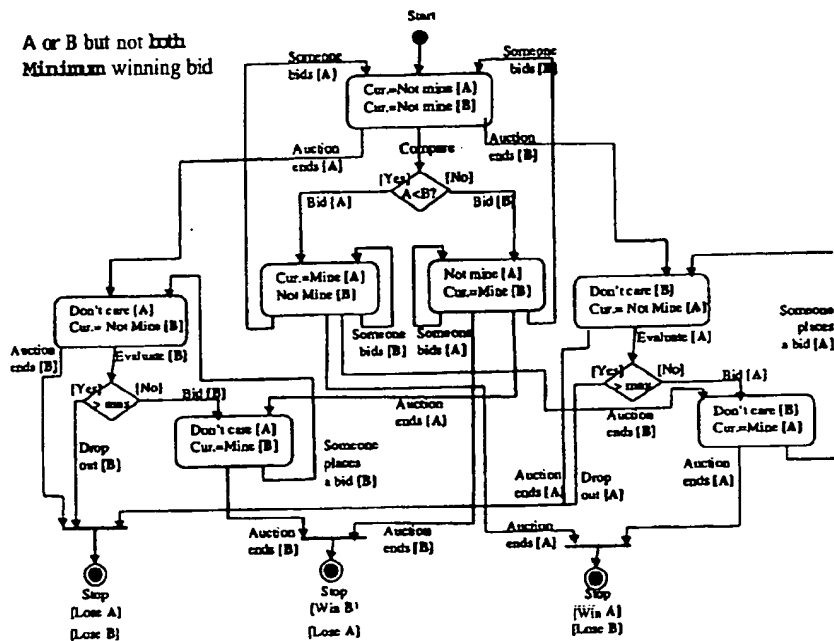 A or B but not both
Minimum winning bid
Start
Someone
bids [A]
Someone
bids [B]
Cur.=Not mine [A]
Cur.=Not mine [B]
Auction
ends [A]
Compare
Auction
ends [B]
[Yes]
A<B?
[No]
Bid [A]
Bid [B]
Cur.=Mine [A]
Not Mine [B]
Not mine [A]
Cur.=Mine [B]
Don't care [A]
Cur.= Not Mine [B]
Don't care [B]
Cur.= Not Mine [A]
Someone
bids [B]
Someone
bids [A]
Someone
places
a bid [A]
Auction
ends [B]
Evaluate [B]
Evaluate [A]
[Yes]
> max
[No]
Bid [B]
[Yes]
> max
[No]
Bid [A]
Don't care [A]
Cur.=Mine [B]
Auction
ends [A]
Auction
ends [B]
Don't care [B]
Cur.=Mine [A]
Drop
out [B]
Someone
places
a bid [B]
Auction
ends [A]
Drop
out [A]
Auction
ends [A]
Auction
ends [B]
Auction
ends [B]
Auction
ends [A]
Stop
[Lose A]
[Lose B]
Stop
[Win B]
[Lose A]
Stop
[Win A]
[Lose B]